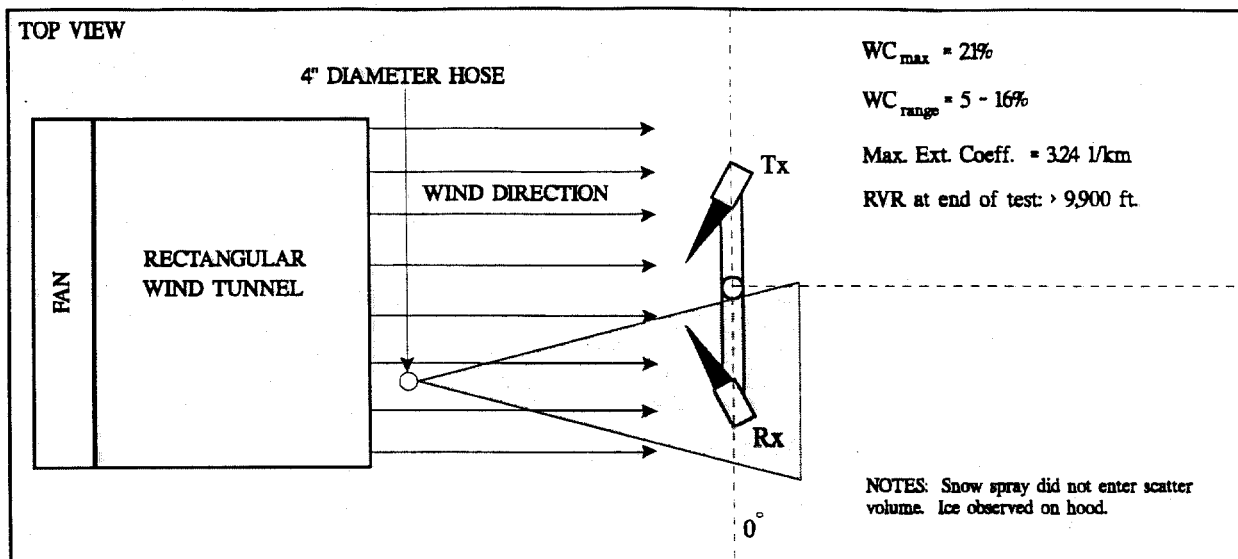 TOP VIEW
4" DIAMETER HOSE
WC max = 21%
WC range = 5 - 16%
Max. Ext. Coeff. = 3.24 1/km
RVR at end of test: > 9,900 ft.
Tx
WIND DIRECTION
FAN
RECTANGULAR
WIND TUNNEL
Rx
NOTES: Snow spray did not enter scatter
volume. Ice observed on hood.
0°